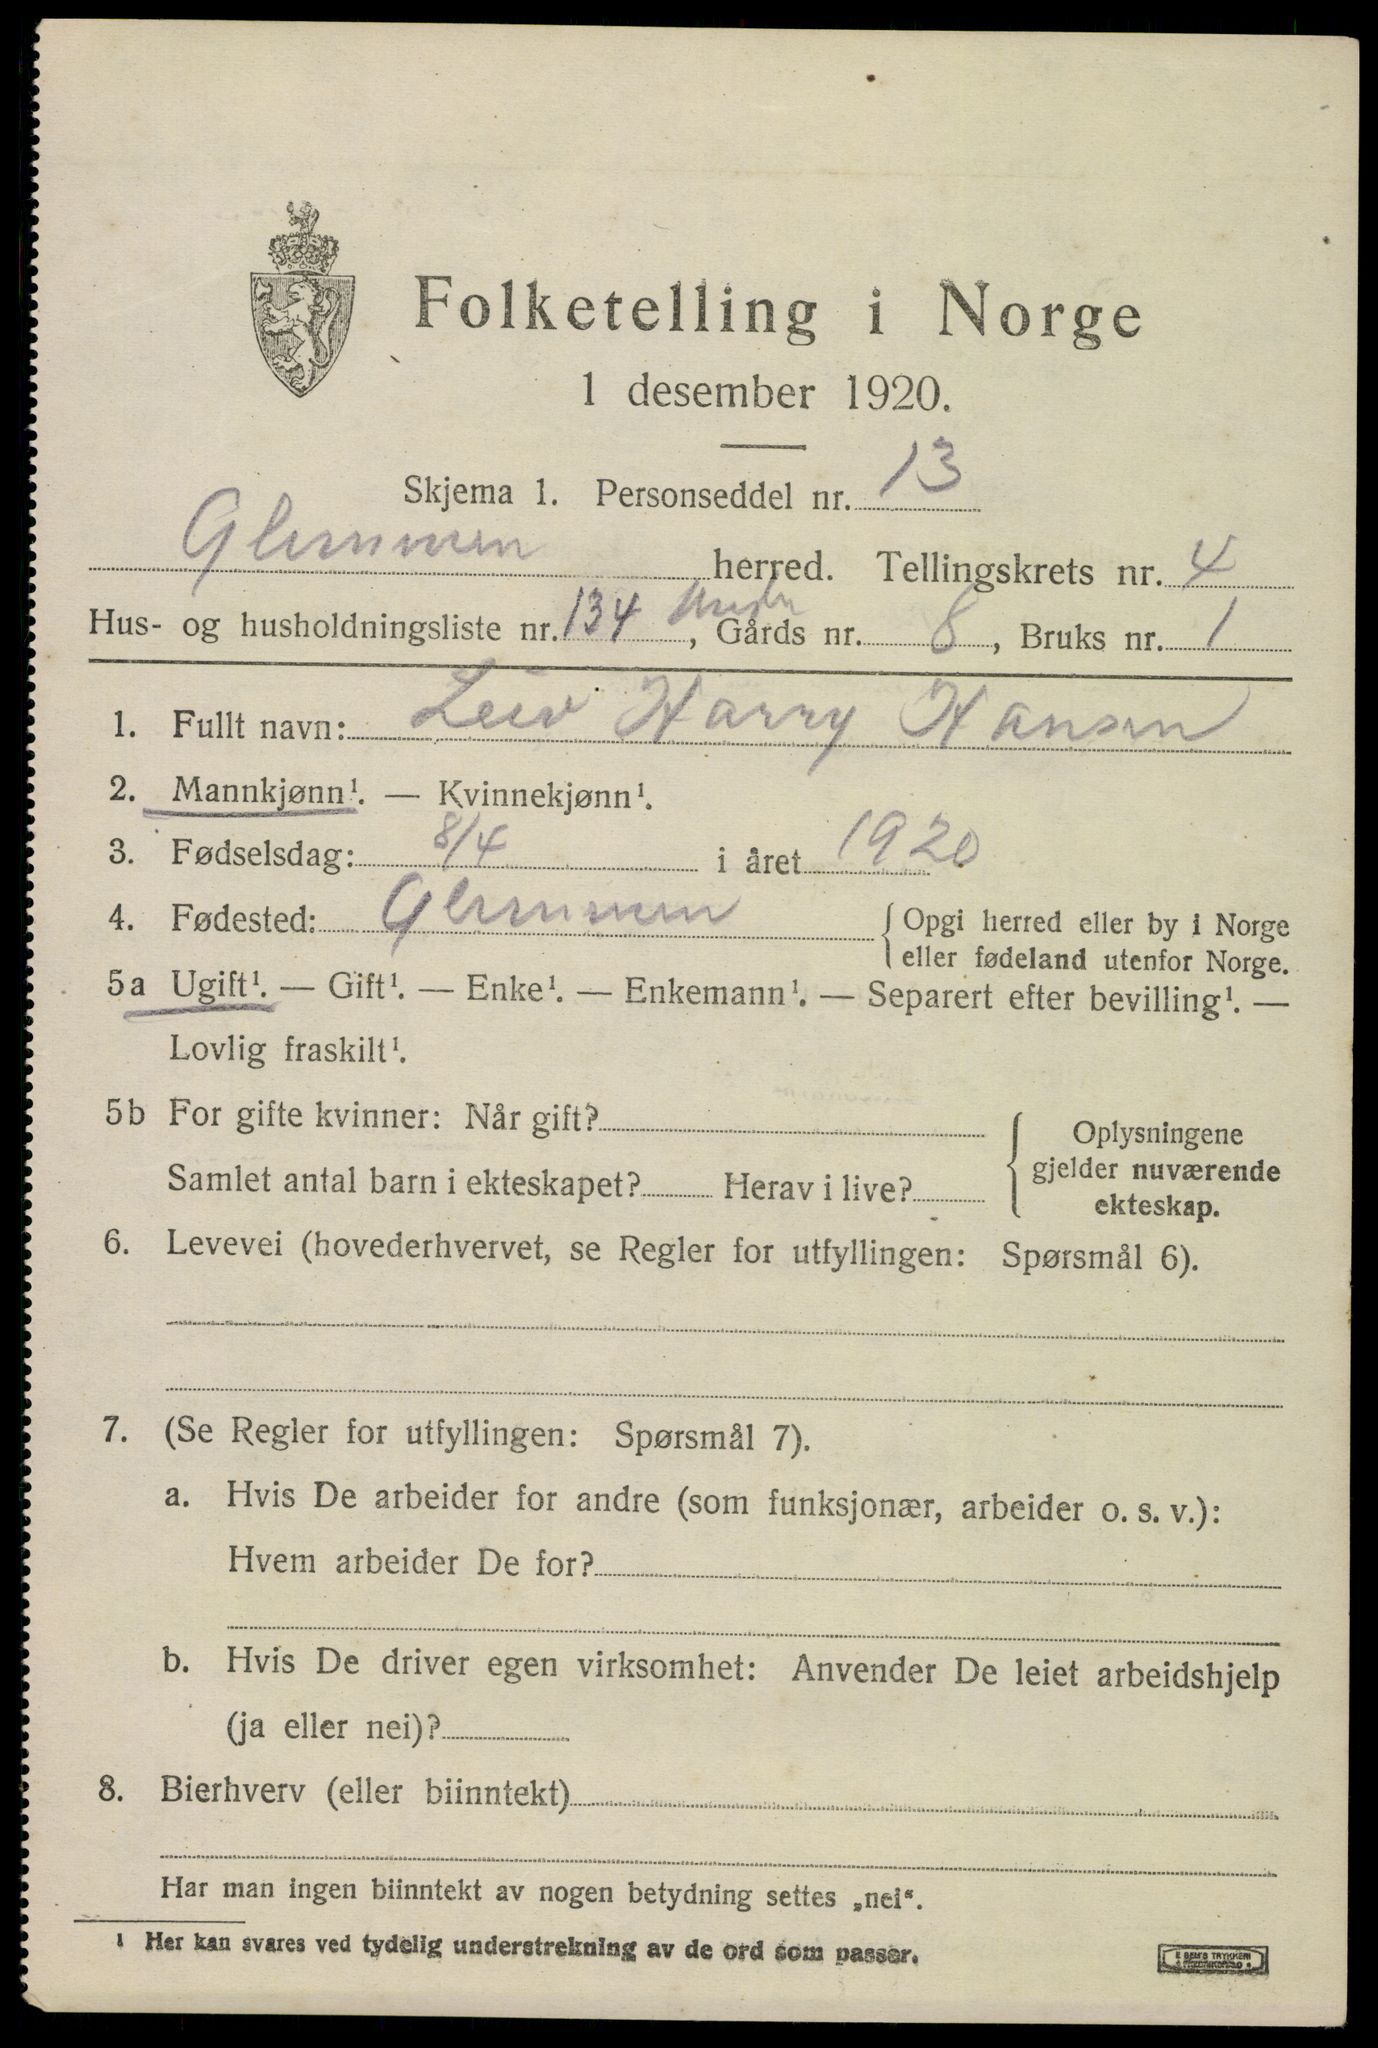 Folketelling i Norge
1 desember 1920.
Skjema 1. Personseddel nr. 13
Glemmen herred. Tellingskrets nr. 4
Hus- og husholdningsliste nr. 134, Gårds nr. 8, Bruks nr. 1
1. Fullt navn: Leiv Harry Hansen
2. Mannkjønn¹. — Kvinnekjønn¹.
3. Fødselsdag: 8/4 i året 1920
4. Fødested: Glemmen { Opgi herred eller by i Norge
eller fødeland utenfor Norge.
5a Ugift¹. — Gift¹. — Enke¹. — Enkemann¹. — Separert efter bevilling¹. —
Lovlig fraskilt¹.
5b For gifte kvinner: Når gift?
Samlet antal barn i ekteskapet? Herav i live?
{ Oplysningene
gjelder nuværende
ekteskap.
6. Levevei (hovederhvervet, se Regler for utfyllingen: Spørsmål 6).
7. (Se Regler for utfyllingen: Spørsmål 7).
a. Hvis De arbeider for andre (som funksjonær, arbeider o. s. v.):
Hvem arbeider De for?
b. Hvis De driver egen virksomhet: Anvender De leiet arbeidshjelp
(ja eller nei)?
8. Bierhverv (eller biinntekt)
Har man ingen biinntekt av nogen betydning settes „nei“.
¹ Her kan svares ved tydelig understrekning av de ord som passer.